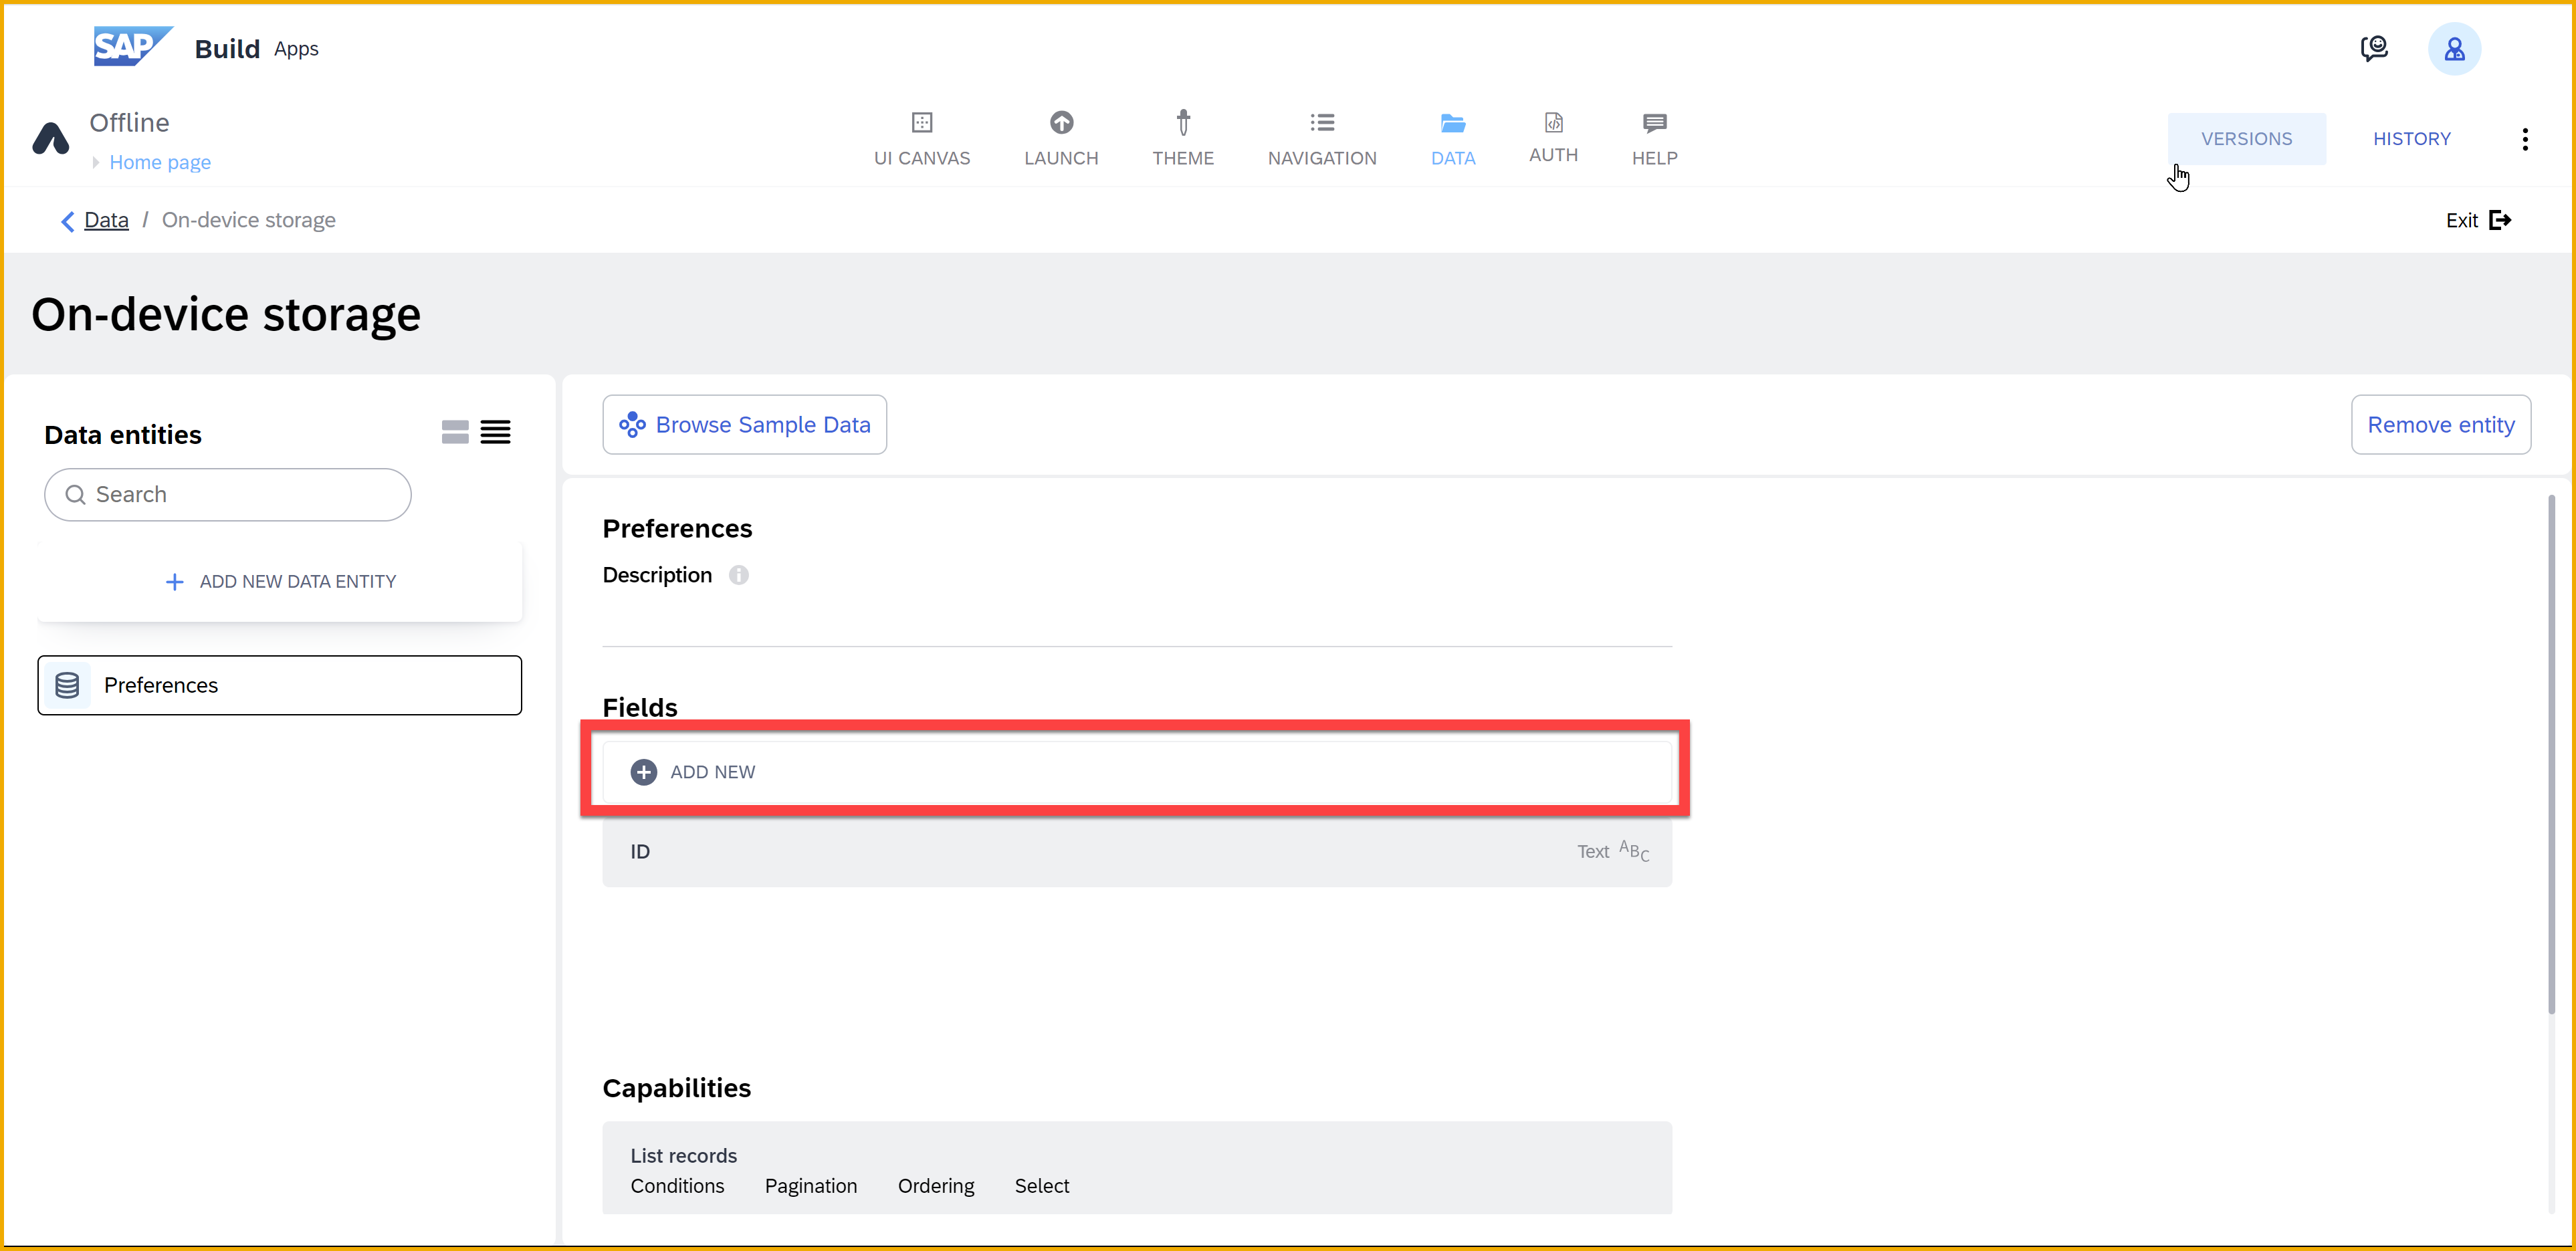 SAP Build Apps
Offline
Home page
UI CANVAS
LAUNCH
THEME
NAVIGATION
DATA
AUTH
HELP
VERSIONS
HISTORY
Data / On-device storage
Exit
On-device storage
Data entities
Search
ADD NEW DATA ENTITY
Preferences
Browse Sample Data
Remove entity
Preferences
Description
Fields
ADD NEW
ID
Text ABC
Capabilities
List records
Conditions Pagination Ordering Select